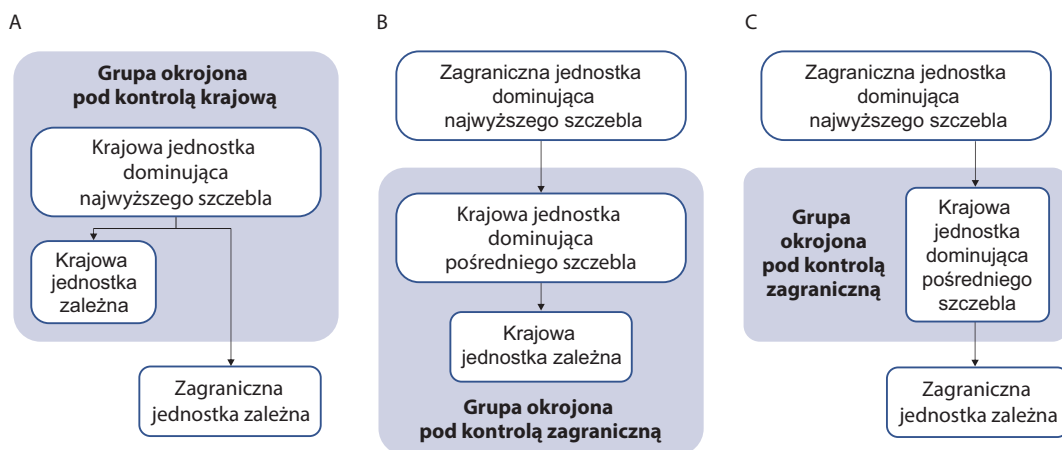 A
Grupa okrojona
pod kontrolą krajową
Krajowa jednostka
dominująca
najwyższego szczebla
Krajowa
jednostka
zależna
Zagraniczna
jednostka zależna
B
Zagraniczna jednostka
dominująca
najwyższego szczebla
Krajowa jednostka
dominująca
pośredniego szczebla
Krajowa
jednostka zależna
Grupa okrojona
pod kontrolą zagraniczną
C
Zagraniczna jednostka
dominująca
najwyższego szczebla
Grupa
okrojona
pod kontrolą
zagraniczną
Krajowa
jednostka
dominująca
pośredniego
szczebla
Zagraniczna
jednostka zależna